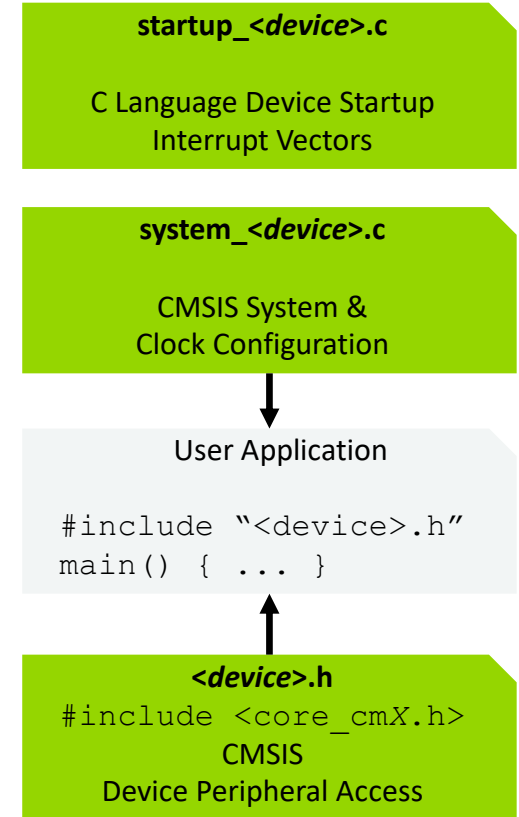 startup_<device>.c
C Language Device Startup
Interrupt Vectors
system_<device>.c
CMSIS System &
Clock Configuration
User Application
#include “<device>.h”
main() { ... }
<device>.h
#include <core_cmX.h>
CMSIS
Device Peripheral Access